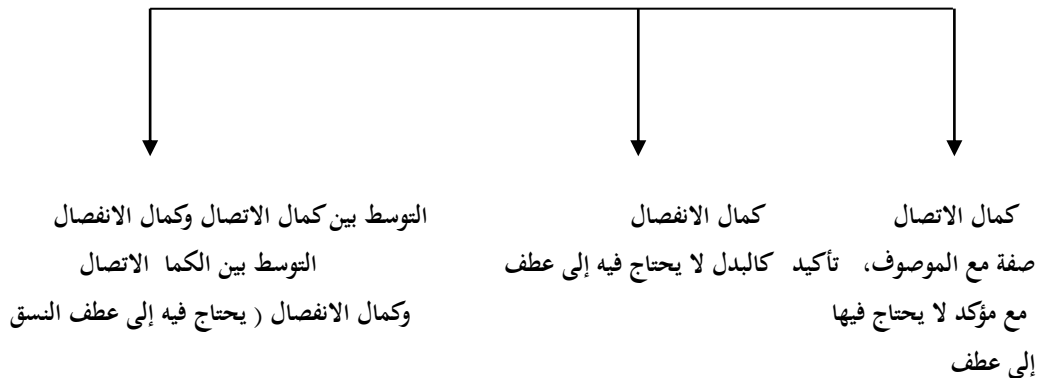 كمال الاتصال
صفة مع الموصوف، تأكيد
مع مؤكد لا يحتاج فيها
إلى عطف
كمال الانفصال
كالبدل لا يحتاج فيه إلى عطف
التوسط بين كمال الاتصال وكمال الانفصال
التوسط بين الكما الاتصال
وكمال الانفصال ( يحتاج فيه إلى عطف النسق